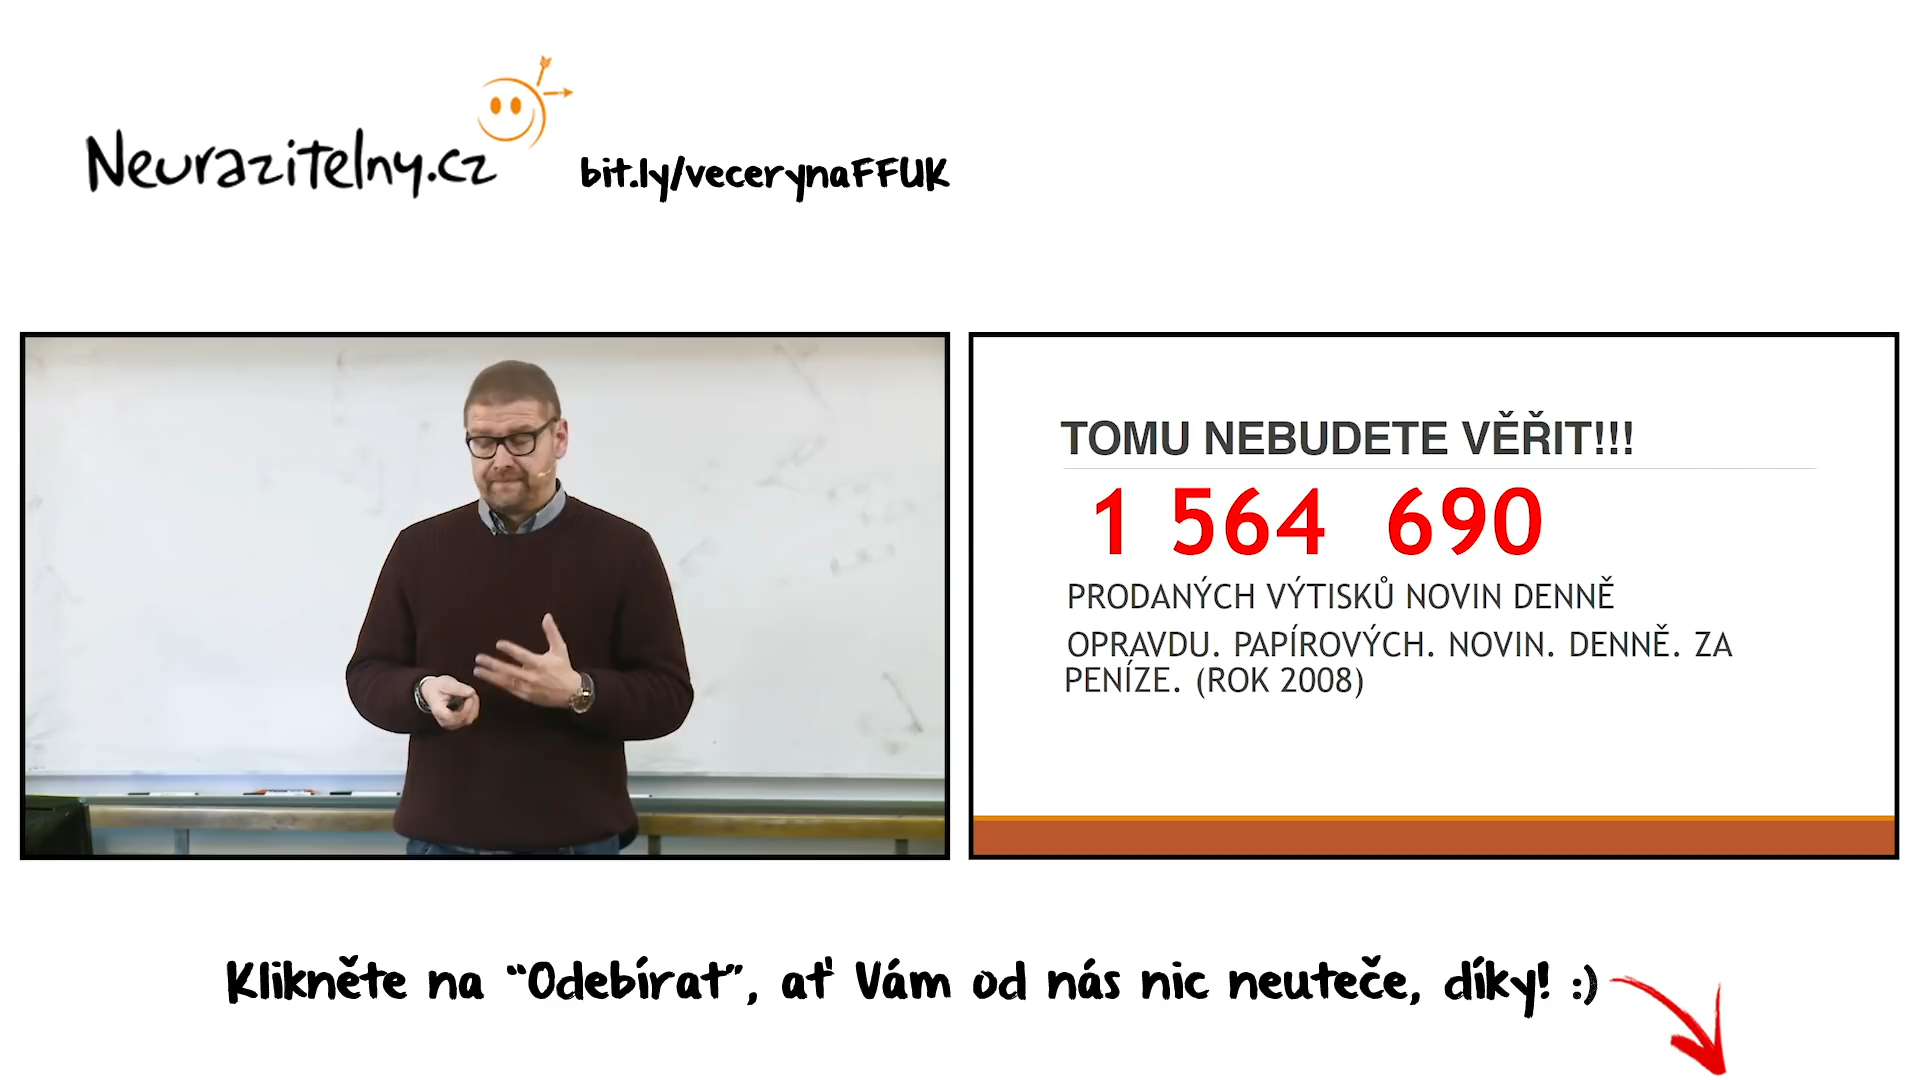 Neurazitelny.cz
bit.ly/vecerynaFFUK
TOMU NEBUDETE VĚŘIT!!!
1 564 690
PRODANÝCH VÝTISKŮ NOVIN DENNĚ
OPRAVDU. PAPÍROVÝCH. NOVIN. DENNĚ. ZA
PENÍZE. (ROK 2008)
Klikněte na “Odebírat”, ať Vám od nás nic neuteče, díky! :)